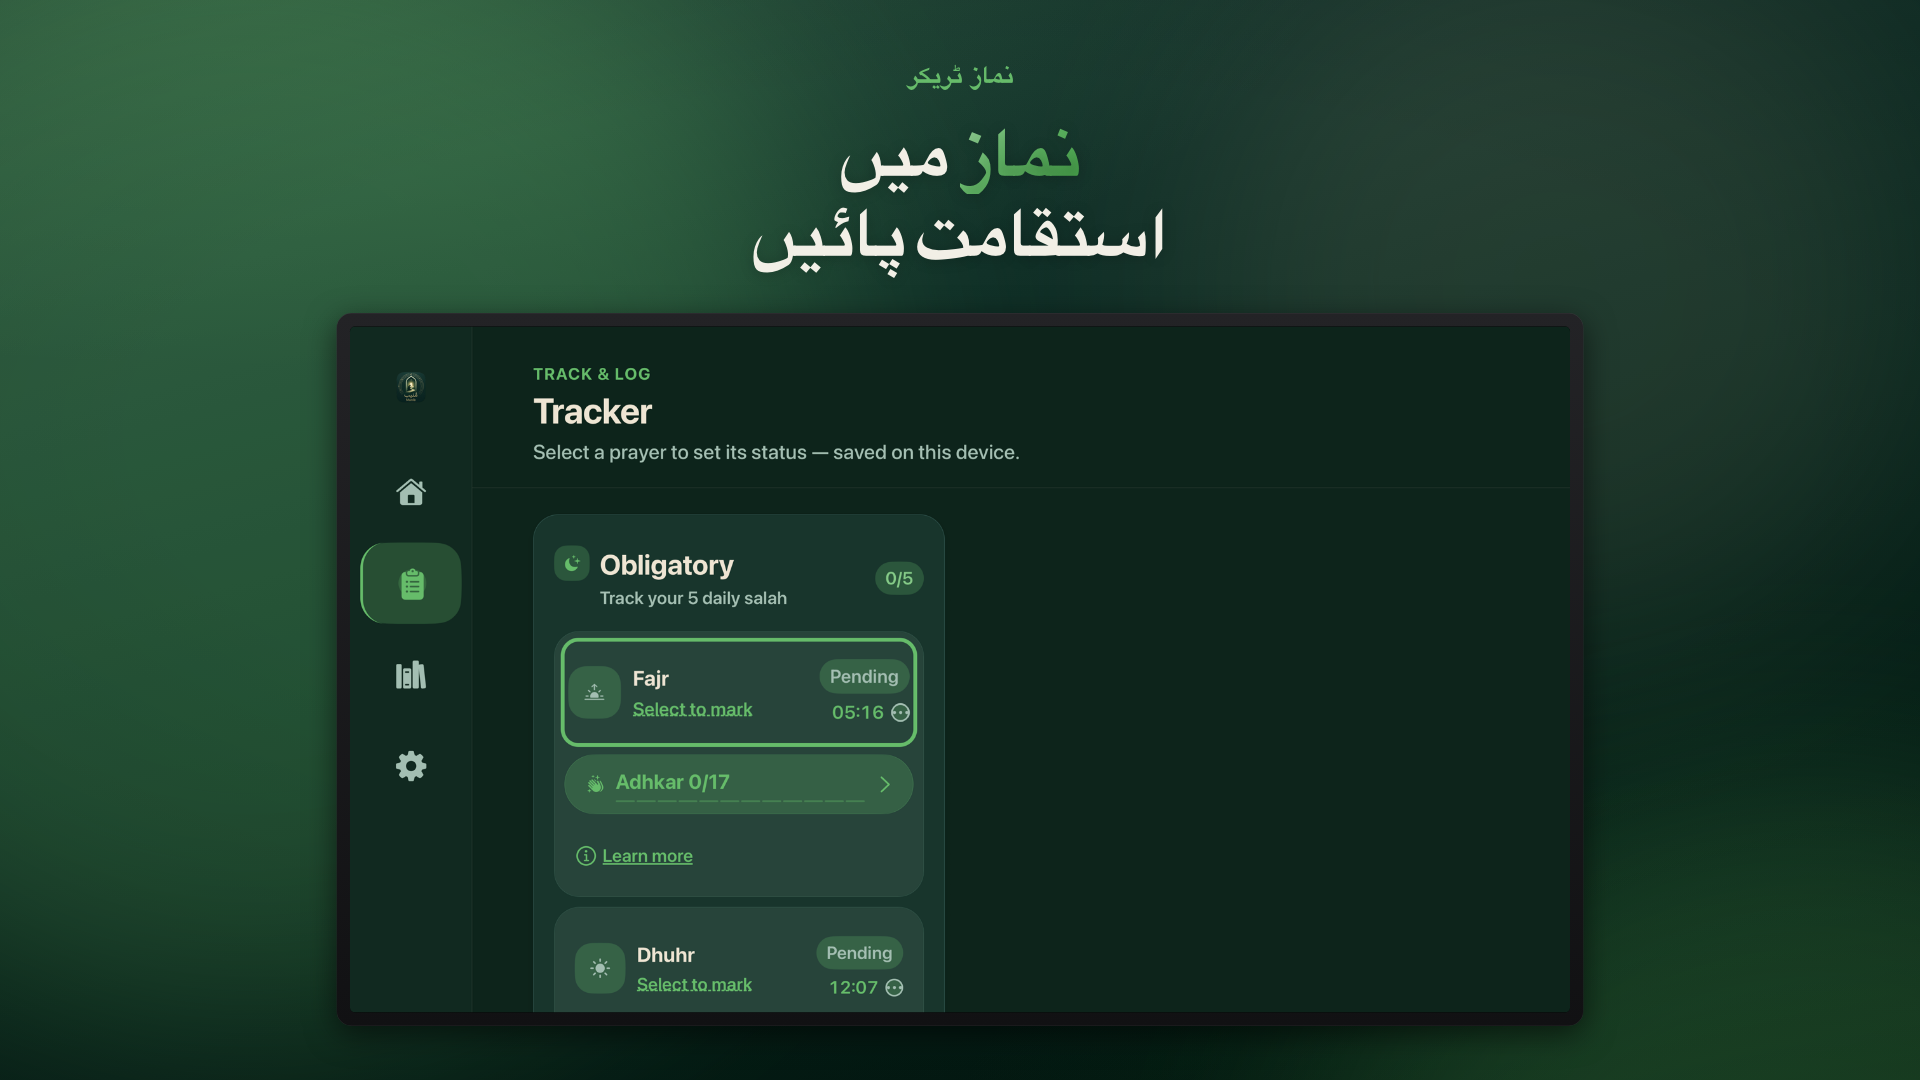 نماز ٹریکر
نماز میں
استقامت پائیں
TRACK & LOG
Tracker
Select a prayer to set its status — saved on this device.
Obligatory
0/5
Track your 5 daily salah
Fajr
Pending
Select to mark
05:16
Adhkar 0/17
Learn more
Dhuhr
Pending
Select to mark
12:07